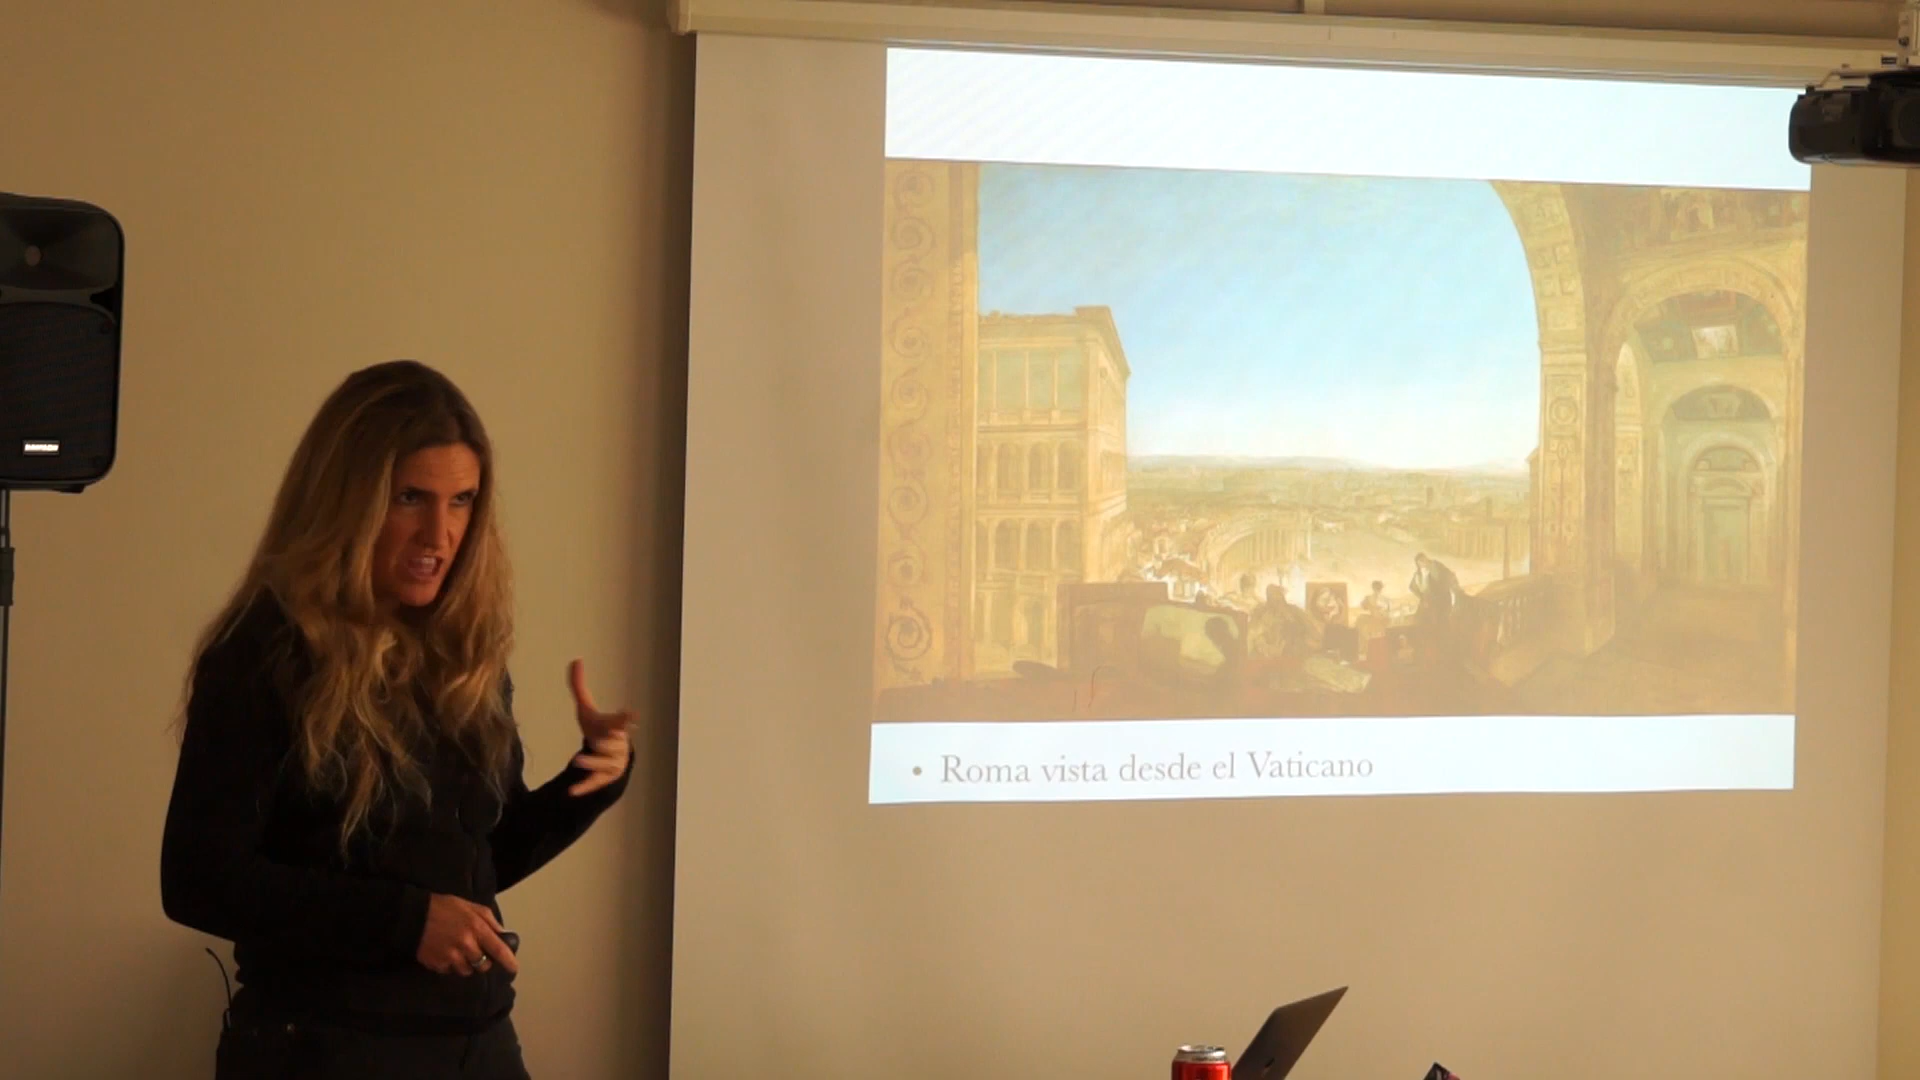 • Roma vista desde el Vaticano